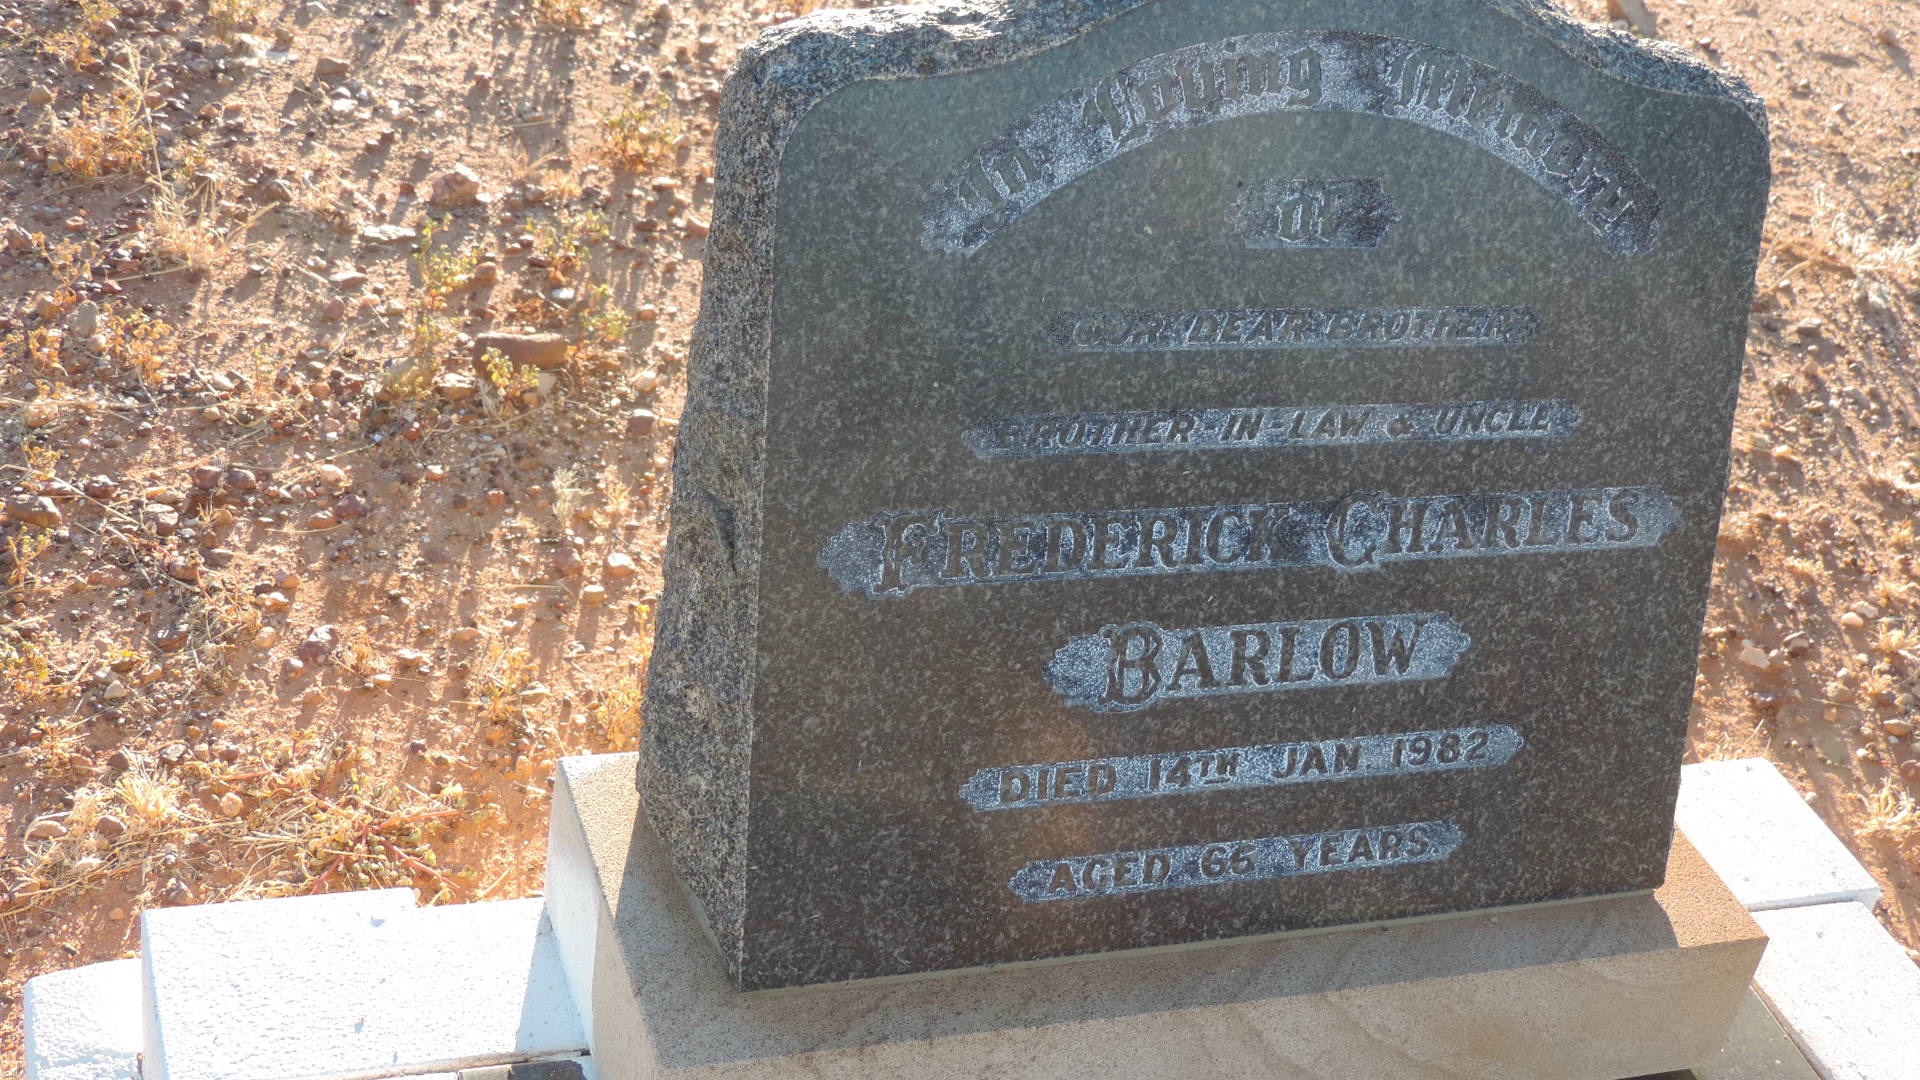 In Loving Memory
of
OUR DEAR BROTHER,
BROTHER-IN-LAW & UNCLE
FREDERICK CHARLES
BARLOW
DIED 14TH JAN. 1982
AGED 65 YEARS.